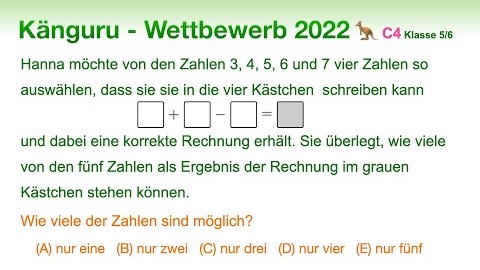 Känguru - Wettbewerb 2022 C4 Klasse 5/6
Hanna möchte von den Zahlen 3, 4, 5, 6 und 7 vier Zahlen so
auswählen, dass sie sie in die vier Kästchen schreiben kann
+ − =
und dabei eine korrekte Rechnung erhält. Sie überlegt, wie viele
von den fünf Zahlen als Ergebnis der Rechnung im grauen
Kästchen stehen können.
Wie viele der Zahlen sind möglich?
(A) nur eine (B) nur zwei (C) nur drei (D) nur vier (E) nur fünf